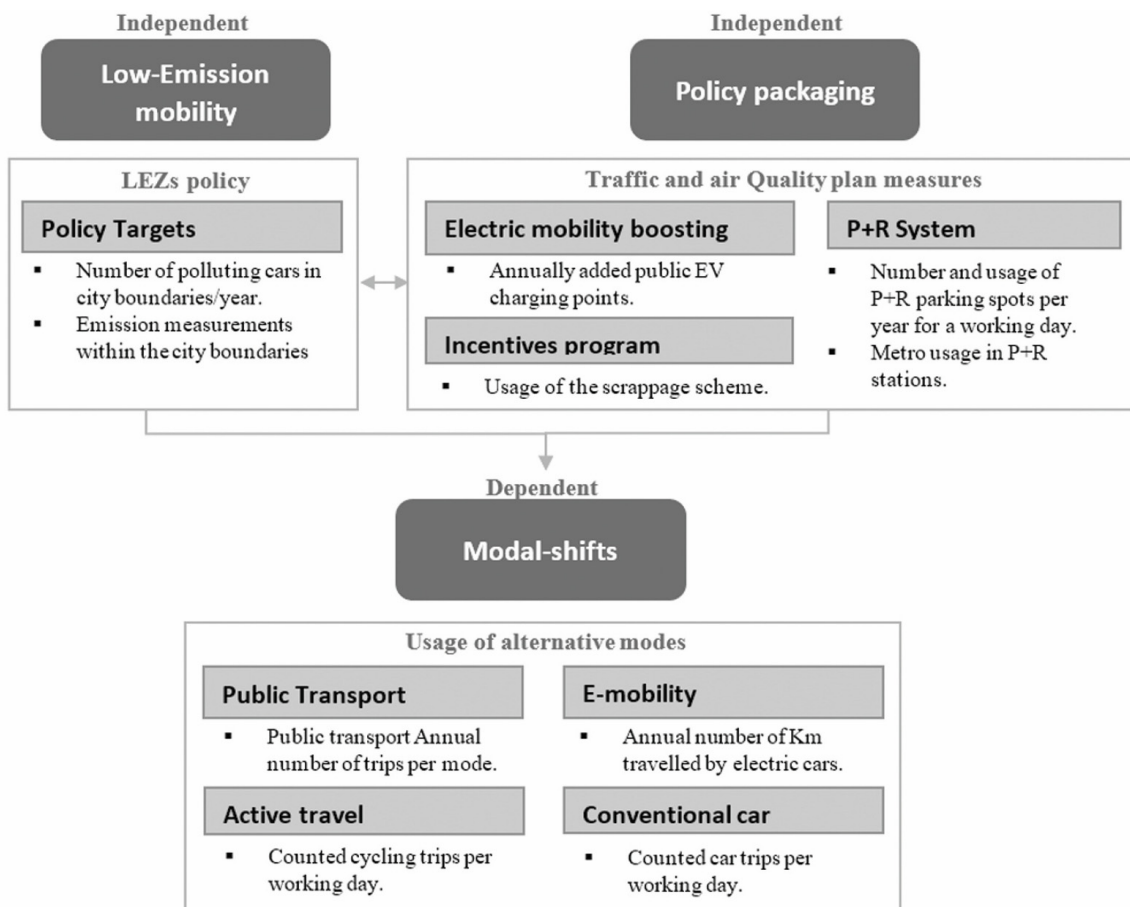 Independent
Low-Emission
mobility
Independent
Policy packaging
LEZs policy
Policy Targets
▪ Number of polluting cars in
city boundaries/year.
▪ Emission measurements
within the city boundaries
Traffic and air Quality plan measures
Electric mobility boosting
▪ Annually added public EV
charging points.
Incentives program
▪ Usage of the scrappage scheme.
P+R System
▪ Number and usage of
P+R parking spots per
year for a working day.
▪ Metro usage in P+R
stations.
Dependent
Modal-shifts
Usage of alternative modes
Public Transport
▪ Public transport Annual
number of trips per mode.
E-mobility
▪ Annual number of Km
travelled by electric cars.
Active travel
▪ Counted cycling trips per
working day.
Conventional car
▪ Counted car trips per
working day.